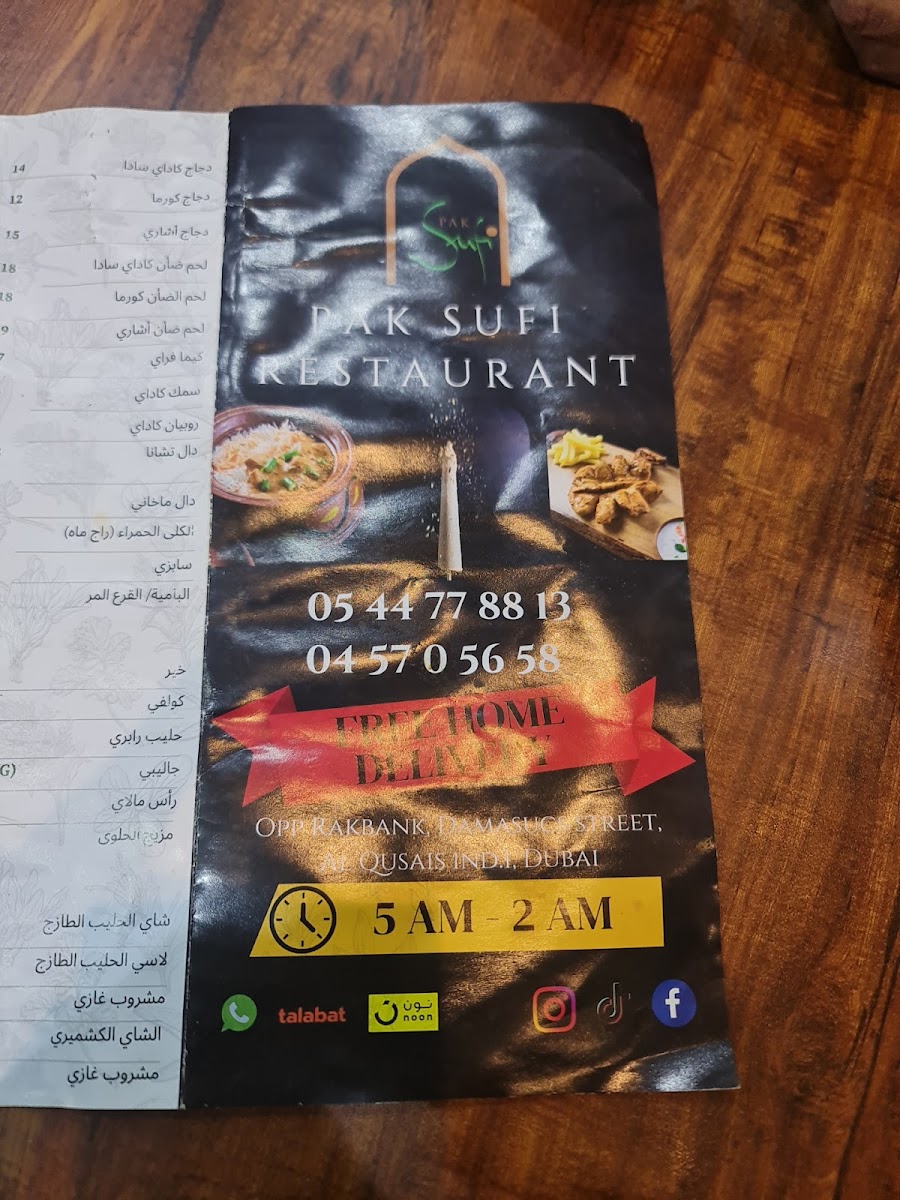 14 دجاج كاداي سادا
12 دجاج كورما
15 دجاج أشاري
18 لحم ضأن كاداي سادا
18 لحم الضأن كورما
9 لحم ضأن أشاري
7 كيما فراي
سمك كاداي
روبيان كاداي
دال تشانا
دال ماخاني
الكلى الحمراء (راج ماه)
سابزي
البامية/ القرع المر
خير
كولفي
حليب رابري
G) جاليبي
رأس مالاي
مزيج الحلوى
شاي الحليب الطازج
لاسي الحليب الطازج
مشروب غازي
الشاي الكشميري
مشروب غازي
PAK
Sufi
PAK SUFI
RESTAURANT
05 44 77 88 13
04 57 0 56 58
FREE HOME
DELIVERY
OPP RAKBANK, DAMASUCS STREET,
AL QUSAIS IND.1, DUBAI
5 AM - 2 AM
talabat
نون
noon